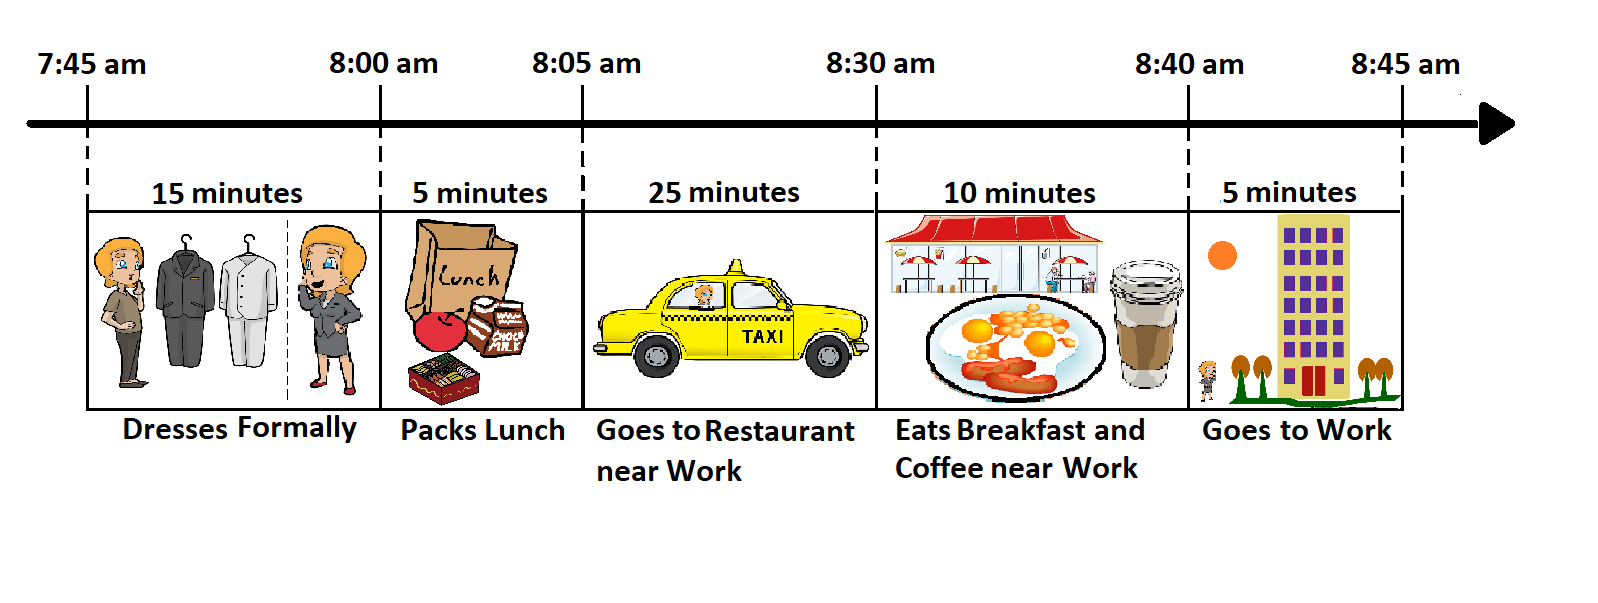 7:45 am 8:00 am 8:05 am 8:30 am 8:40 am 8:45 am
15 minutes 5 minutes 25 minutes 10 minutes 5 minutes
Lunch
CHOCO
MILK
TAXI
Dresses Formally
Packs Lunch
Goes to Restaurant
near Work
Eats Breakfast and
Coffee near Work
Goes to Work